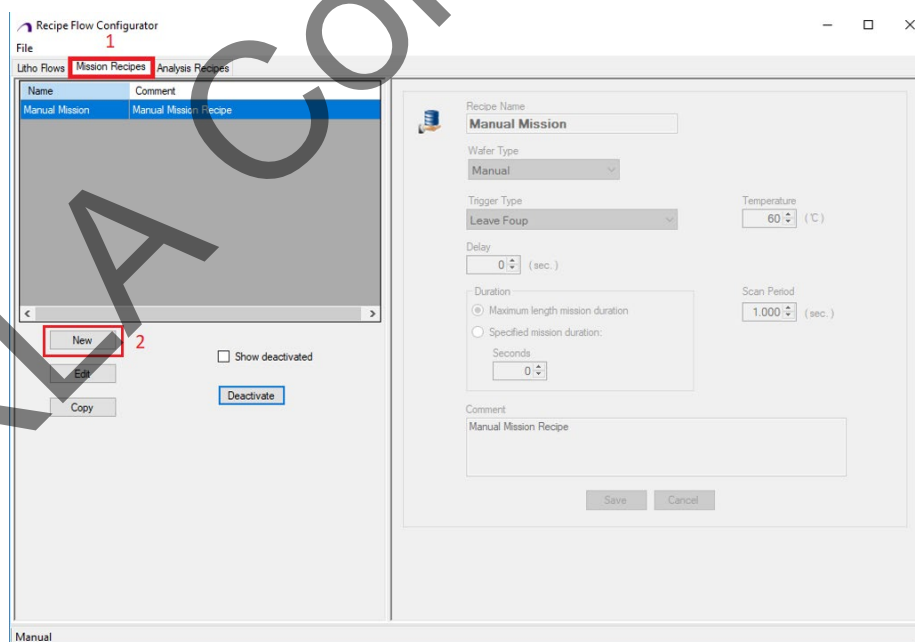 Recipe Flow Configurator
File
1
Litho Flows Mission Recipes Analysis Recipes
Name Comment
Manual Mission Manual Mission Recipe
Recipe Name
Manual Mission
Wafer Type
Manual
Trigger Type Temperature
Leave Foup 60 (℃)
Delay
0 (sec.)
Duration Scan Period
Maximum length mission duration 1.000 (sec.)
Specified mission duration:
Seconds
0
New 2
Show deactivated
Edit
Deactivate
Copy
Comment
Manual Mission Recipe
Save Cancel
Manual